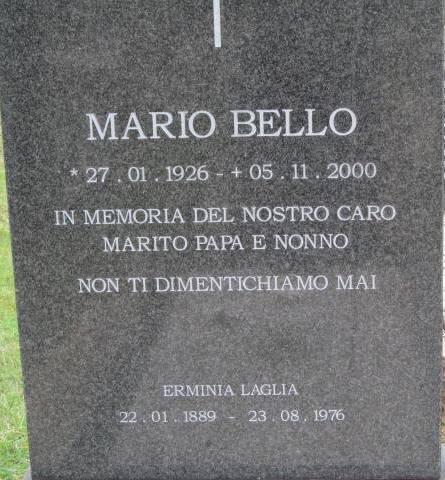 MARIO BELLO
* 27 . 01 . 1926 - + 05 . 11 . 2000
IN MEMORIA DEL NOSTRO CARO
MARITO PAPA E NONNO
NON TI DIMENTICHIAMO MAI
ERMINIA LAGLIA
22 . 01 . 1889 - 23 . 08 . 1976